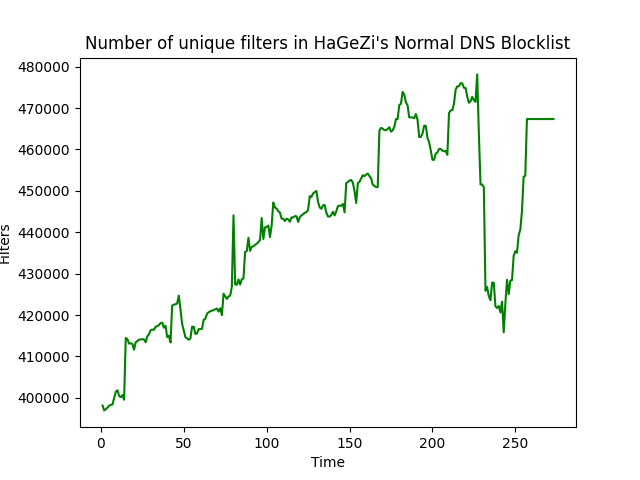 Number of unique filters in HaGeZi's Normal DNS Blocklist
480000
470000
460000
450000
440000
430000
420000
410000
400000
Filters
0 50 100 150 200 250
Time